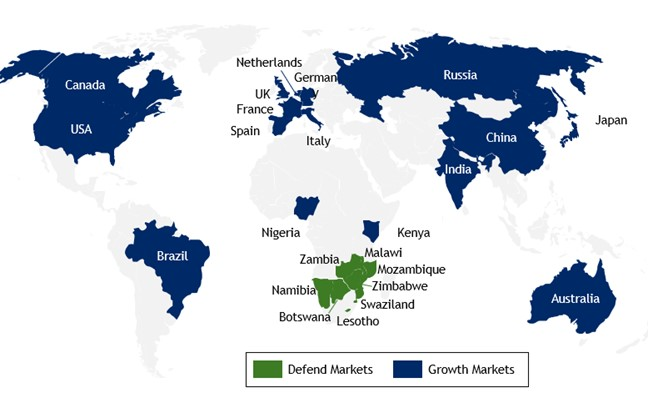 Netherlands
German
y
Canada
Russia
UK
France
Japan
USA
Spain
China
Italy
India
Nigeria
Kenya
Malawi
Brazil
Zambia
Mozambique
Zimbabwe
Namibia
Australia
Swaziland
Botswana
Lesotho
Defend Markets
Growth Markets